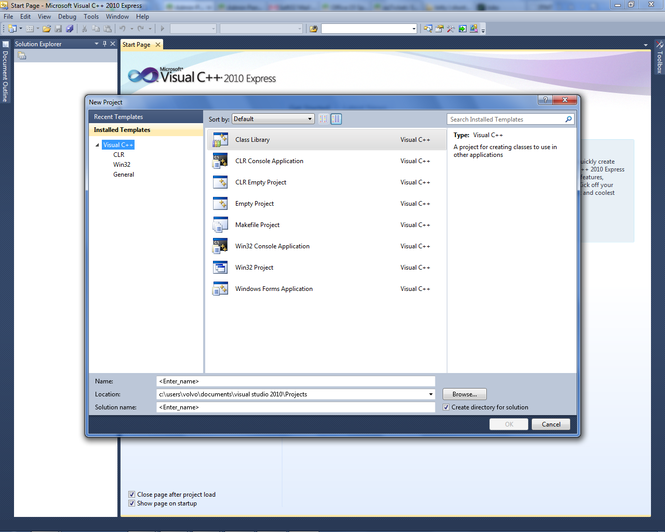 Start Page - Microsoft Visual C++ 2010 Express
File Edit View Debug Tools Window Help
Solution Explorer
Start Page
Document Outline
Toolbox
Microsoft®
Visual C++ 2010 Express
New Project
Recent Templates
Installed Templates
Visual C++
CLR
Win32
General
Sort by: Default
Search Installed Templates
Class Library Visual C++
CLR Console Application Visual C++
CLR Empty Project Visual C++
Empty Project Visual C++
Makefile Project Visual C++
Win32 Console Application Visual C++
Win32 Project Visual C++
Windows Forms Application Visual C++
Type: Visual C++
A project for creating classes to use in
other applications
quickly create
++ 2010 Express
features,
ick off your
and coolest
Name: <Enter_name>
Location: c:\users\volvo\documents\visual studio 2010\Projects
Browse...
Solution name: <Enter_name>
Create directory for solution
OK Cancel
Close page after project load
Show page on startup